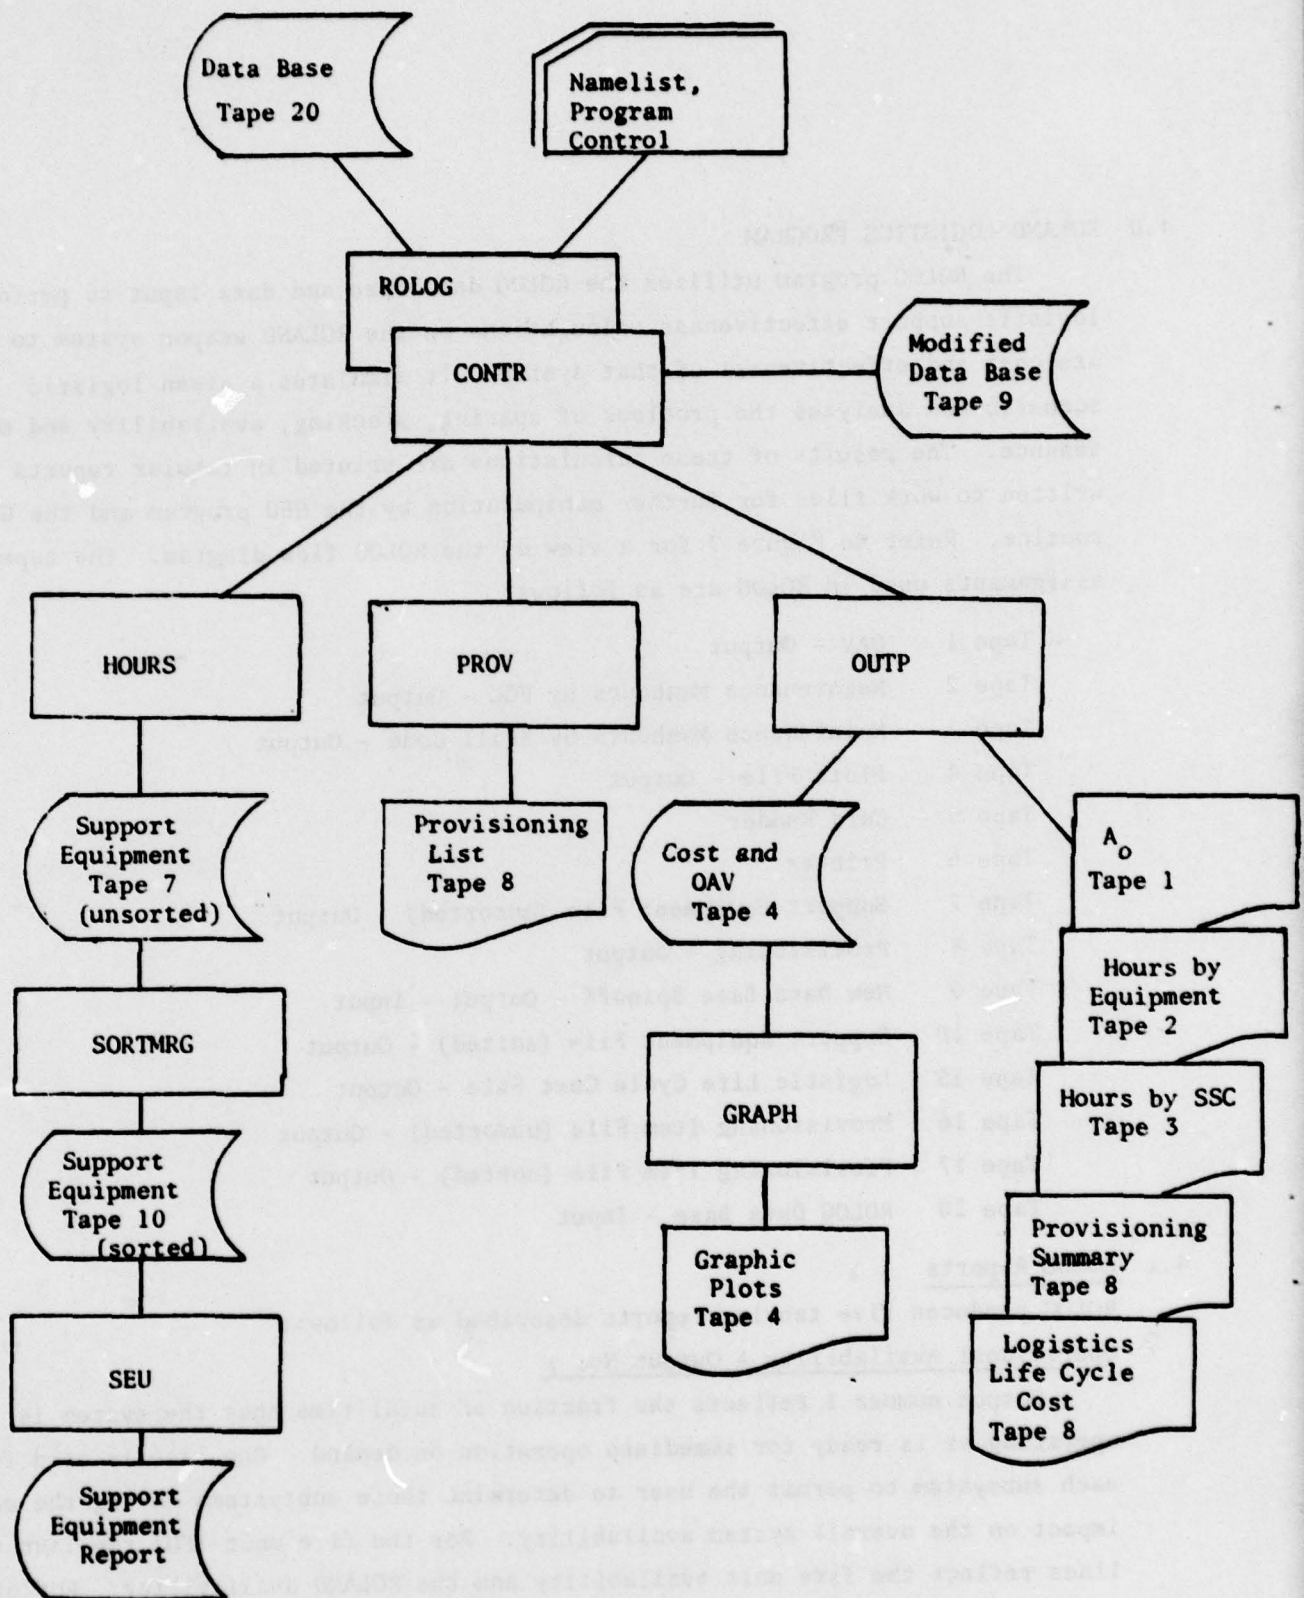 Data Base
Tape 20
Namelist,
Program
Control
ROLOG
CONTR
Modified
Data Base
Tape 9
HOURS
PROV
OUTP
Support
Equipment
Tape 7
(unsorted)
Provisioning
List
Tape 8
Cost and
OAV
Tape 4
Ao
Tape 1
Hours by
Equipment
Tape 2
SORTMRG
GRAPH
Hours by SSC
Tape 3
Support
Equipment
Tape 10
(sorted)
Provisioning
Summary
Tape 8
Graphic
Plots
Tape 4
Logistics
Life Cycle
Cost
Tape 8
SEU
Support
Equipment
Report